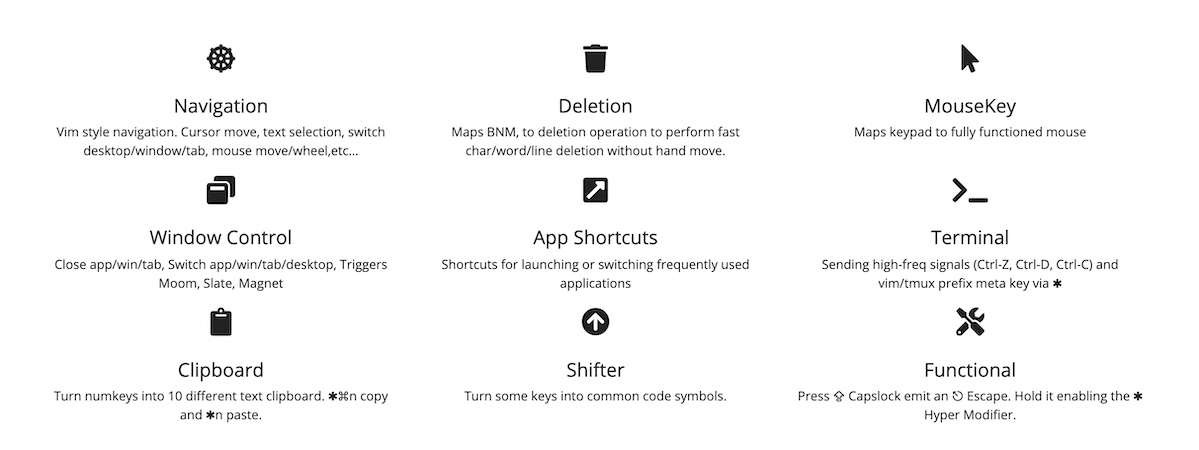 Navigation
Vim style navigation. Cursor move, text selection, switch
desktop/window/tab, mouse move/wheel,etc...
Deletion
Maps BNM, to deletion operation to perform fast
char/word/line deletion without hand move.
MouseKey
Maps keypad to fully functioned mouse
Window Control
Close app/win/tab, Switch app/win/tab/desktop, Triggers
Moom, Slate, Magnet
App Shortcuts
Shortcuts for launching or switching frequently used
applications
Terminal
Sending high-freq signals (Ctrl-Z, Ctrl-D, Ctrl-C) and
vim/tmux prefix meta key via ✱
Clipboard
Turn numkeys into 10 different text clipboard. ✱⌘n copy
and ✱n paste.
Shifter
Turn some keys into common code symbols.
Functional
Press ⇪ Capslock emit an ⎋ Escape. Hold it enabling the ✱
Hyper Modifier.